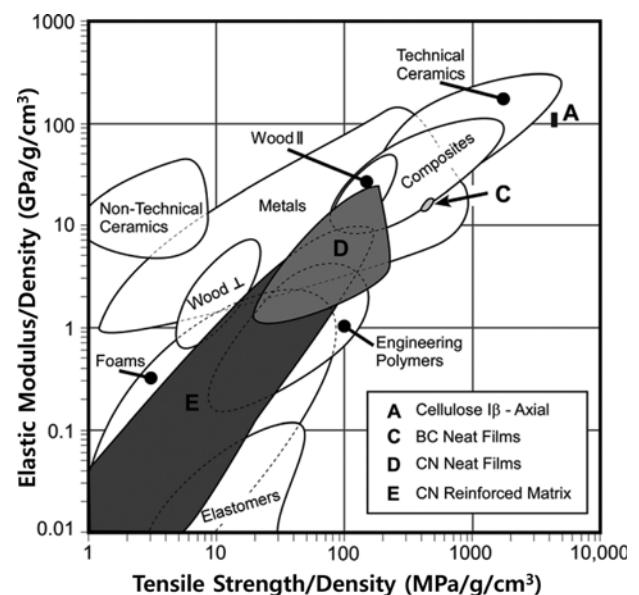 Elastic Modulus/Density (GPa/g/cm³)
1000
100
10
1
0.1
0.01
1
10
100
1000
10,000
Tensile Strength/Density (MPa/g/cm³)
Technical
Ceramics
A
Wood II
Composites
C
Non-Technical
Ceramics
Metals
D
Wood ⊥
Foams
Engineering
Polymers
E
Elastomers
A Cellulose Iβ - Axial
C BC Neat Films
D CN Neat Films
E CN Reinforced Matrix